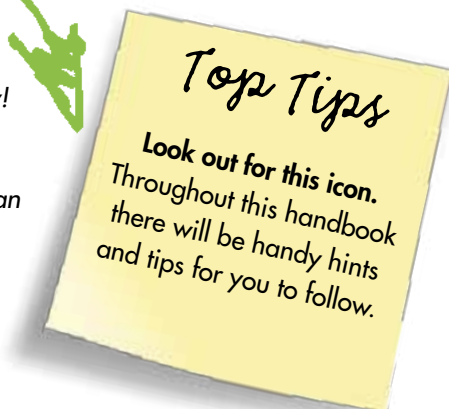 Top Tips
Look out for this icon.
Throughout this handbook
there will be handy hints
and tips for you to follow.